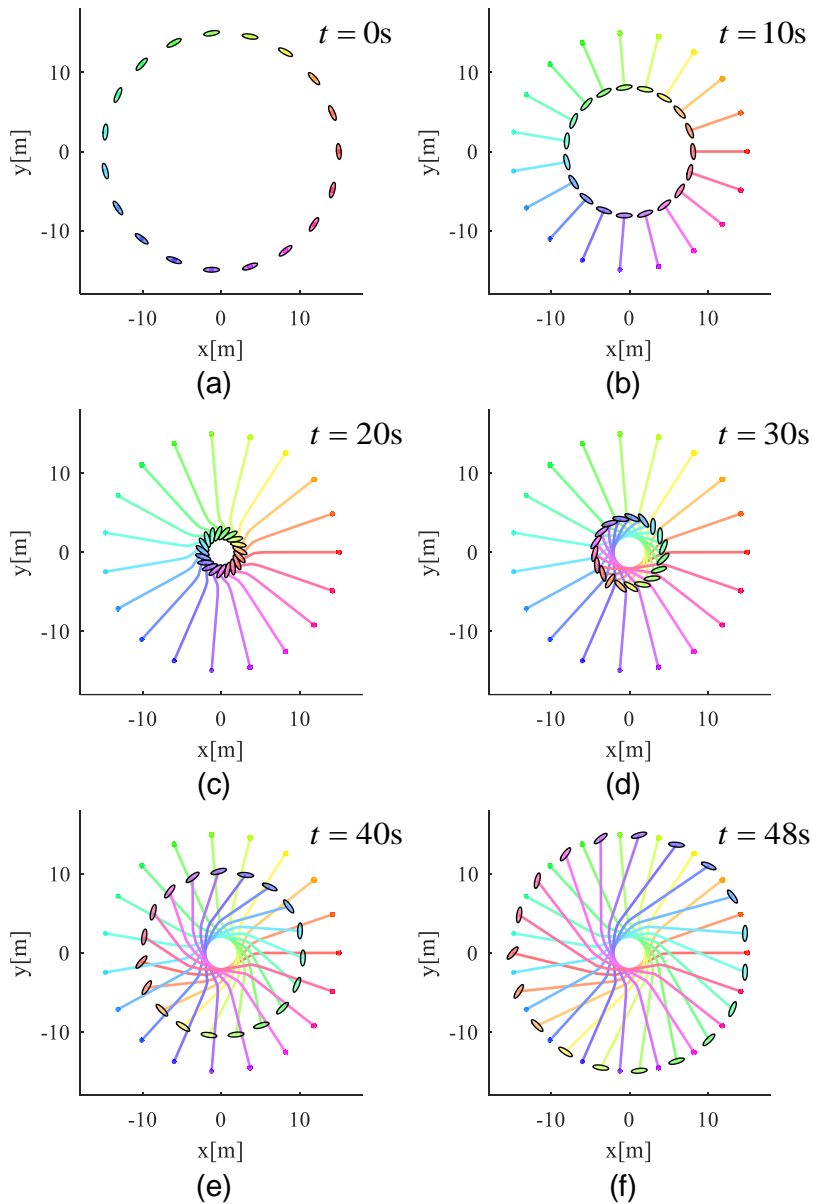 t = 0s
t = 10s
10
10
y[m]
0
y[m]
0
-10
-10
-10
0
10
-10
0
10
x[m]
x[m]
(a)
(b)
t = 20s
t = 30s
10
10
y[m]
0
y[m]
0
-10
-10
-10
0
10
-10
0
10
x[m]
x[m]
(c)
(d)
t = 40s
t = 48s
10
10
y[m]
0
y[m]
0
-10
-10
-10
0
10
-10
0
10
x[m]
x[m]
(e)
(f)